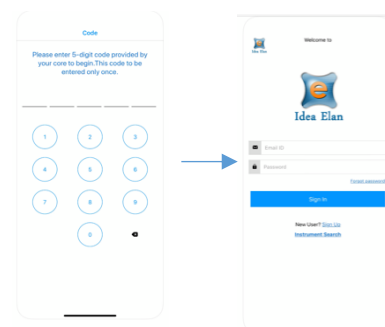 Code
Please enter 5-digit code provided by
your core to begin.This code to be
entered only once.
1 2 3
4 5 6
7 8 9
0
Welcome to
Idea Elan
Idea Elan
Email ID
Password
Forgot password
Sign In
New User? Sign Up
Instrument Search